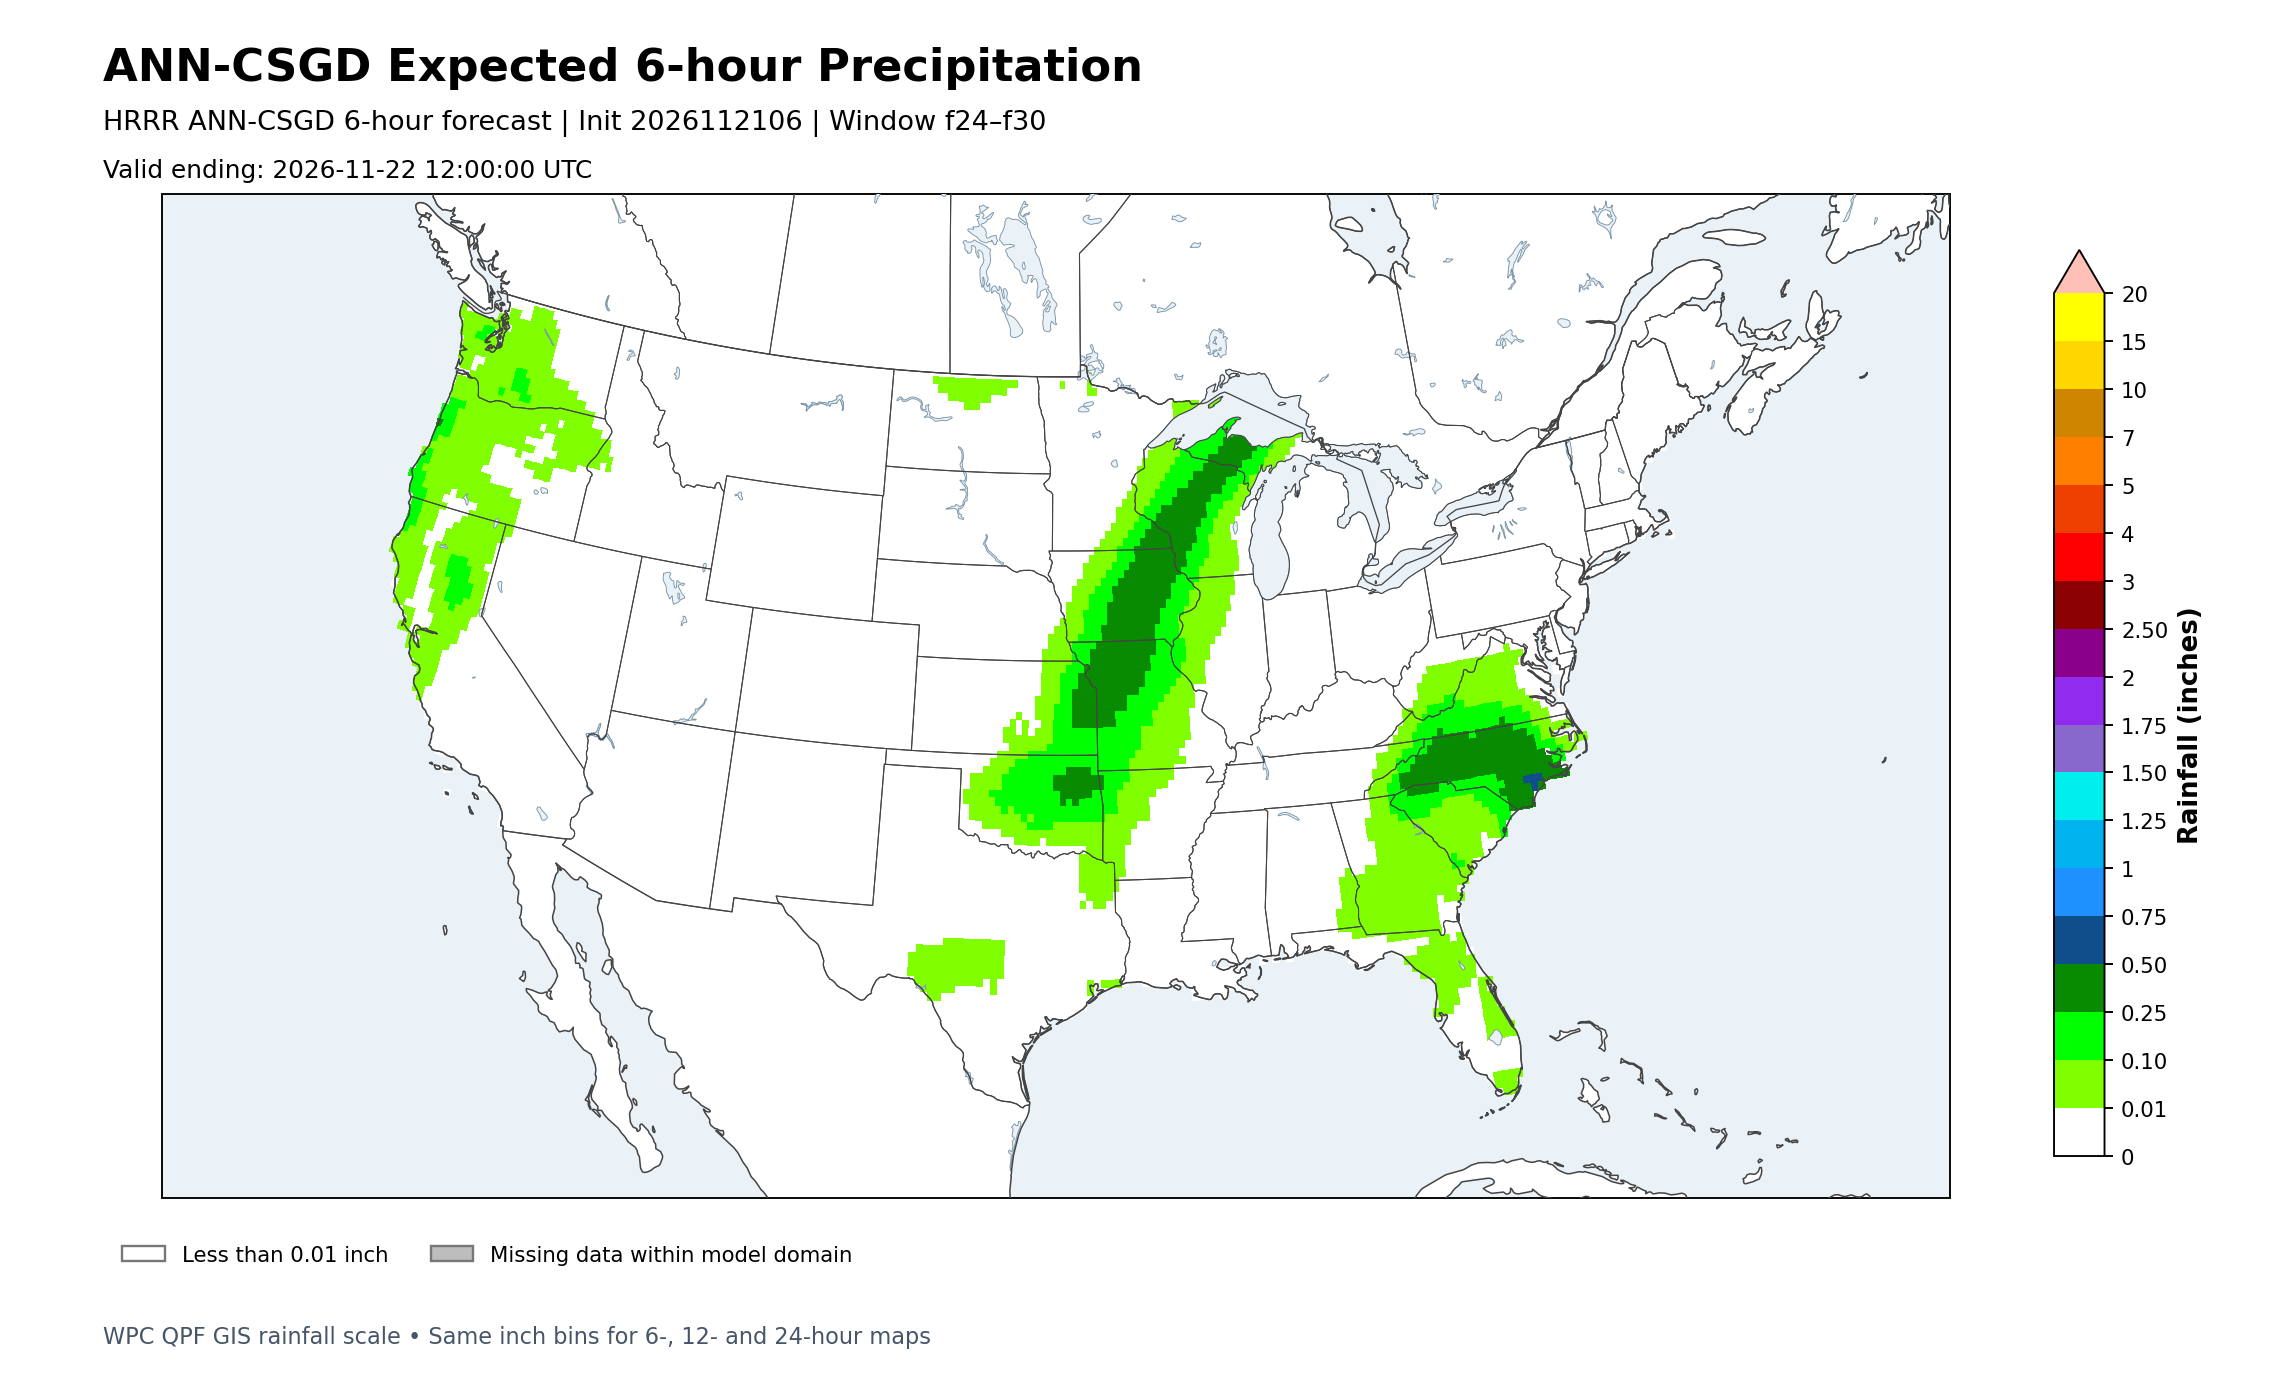 ANN-CSGD Expected 6-hour Precipitation
HRRR ANN-CSGD 6-hour forecast | Init 2026112106 | Window f24–f30
Valid ending: 2026-11-22 12:00:00 UTC
20
15
10
7
5
4
3
2.50
2
1.75
1.50
1.25
1
0.75
0.50
0.25
0.10
0.01
0
Rainfall (inches)
Less than 0.01 inch
Missing data within model domain
WPC QPF GIS rainfall scale • Same inch bins for 6-, 12- and 24-hour maps